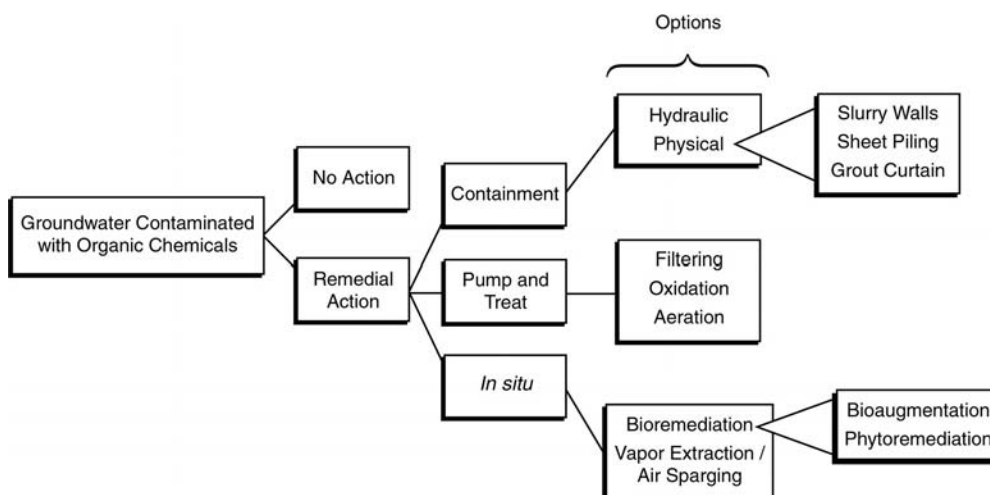 Options
Groundwater Contaminated
with Organic Chemicals
No Action
Remedial
Action
Containment
Pump and
Treat
In situ
Hydraulic
Physical
Slurry Walls
Sheet Piling
Grout Curtain
Filtering
Oxidation
Aeration
Bioremediation
Vapor Extraction /
Air Sparging
Bioaugmentation
Phytoremediation